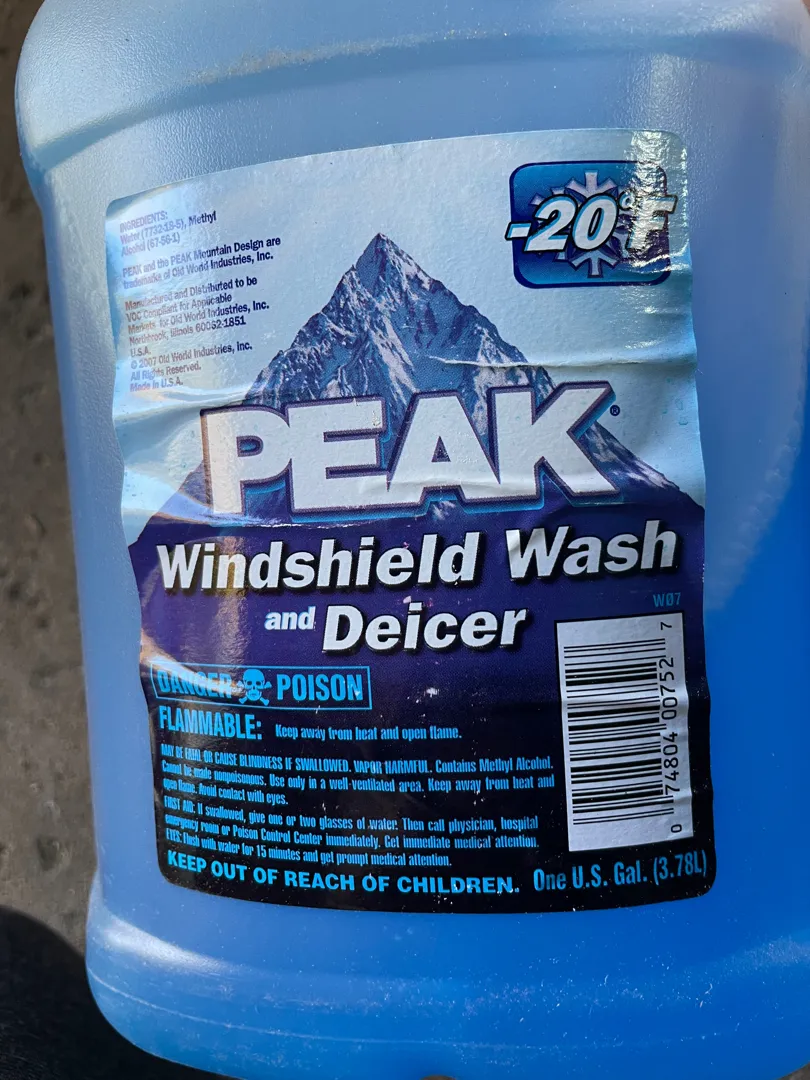 INGREDIENTS:
Water (7732-18-5), Methyl
Alcohol (67-56-1)
PEAK and the PEAK Mountain Design are
trademarks of Old World Industries, Inc.
Manufactured and Distributed to be
VOC Compliant for Applicable
Markets for Old World Industries, Inc.
Northbrook, Illinois 60062-1851
U.S.A.
© 2007 Old World Industries, Inc.
All Rights Reserved.
Made in U.S.A.
-20°F
PEAK®
Windshield Wash
and Deicer
W07
DANGER POISON
FLAMMABLE: Keep away from heat and open flame.
MAY BE FATAL OR CAUSE BLINDNESS IF SWALLOWED. VAPOR HARMFUL. Contains Methyl Alcohol.
Cannot be made nonpoisonous. Use only in a well-ventilated area. Keep away from heat and
open flame. Avoid contact with eyes.
FIRST AID: If swallowed, give one or two glasses of water. Then call physician, hospital
emergency room or Poison Control Center immediately. Get immediate medical attention.
EYES: Flush with water for 15 minutes and get prompt medical attention.
KEEP OUT OF REACH OF CHILDREN. One U.S. Gal. (3.78L)
0 74804 00752 7